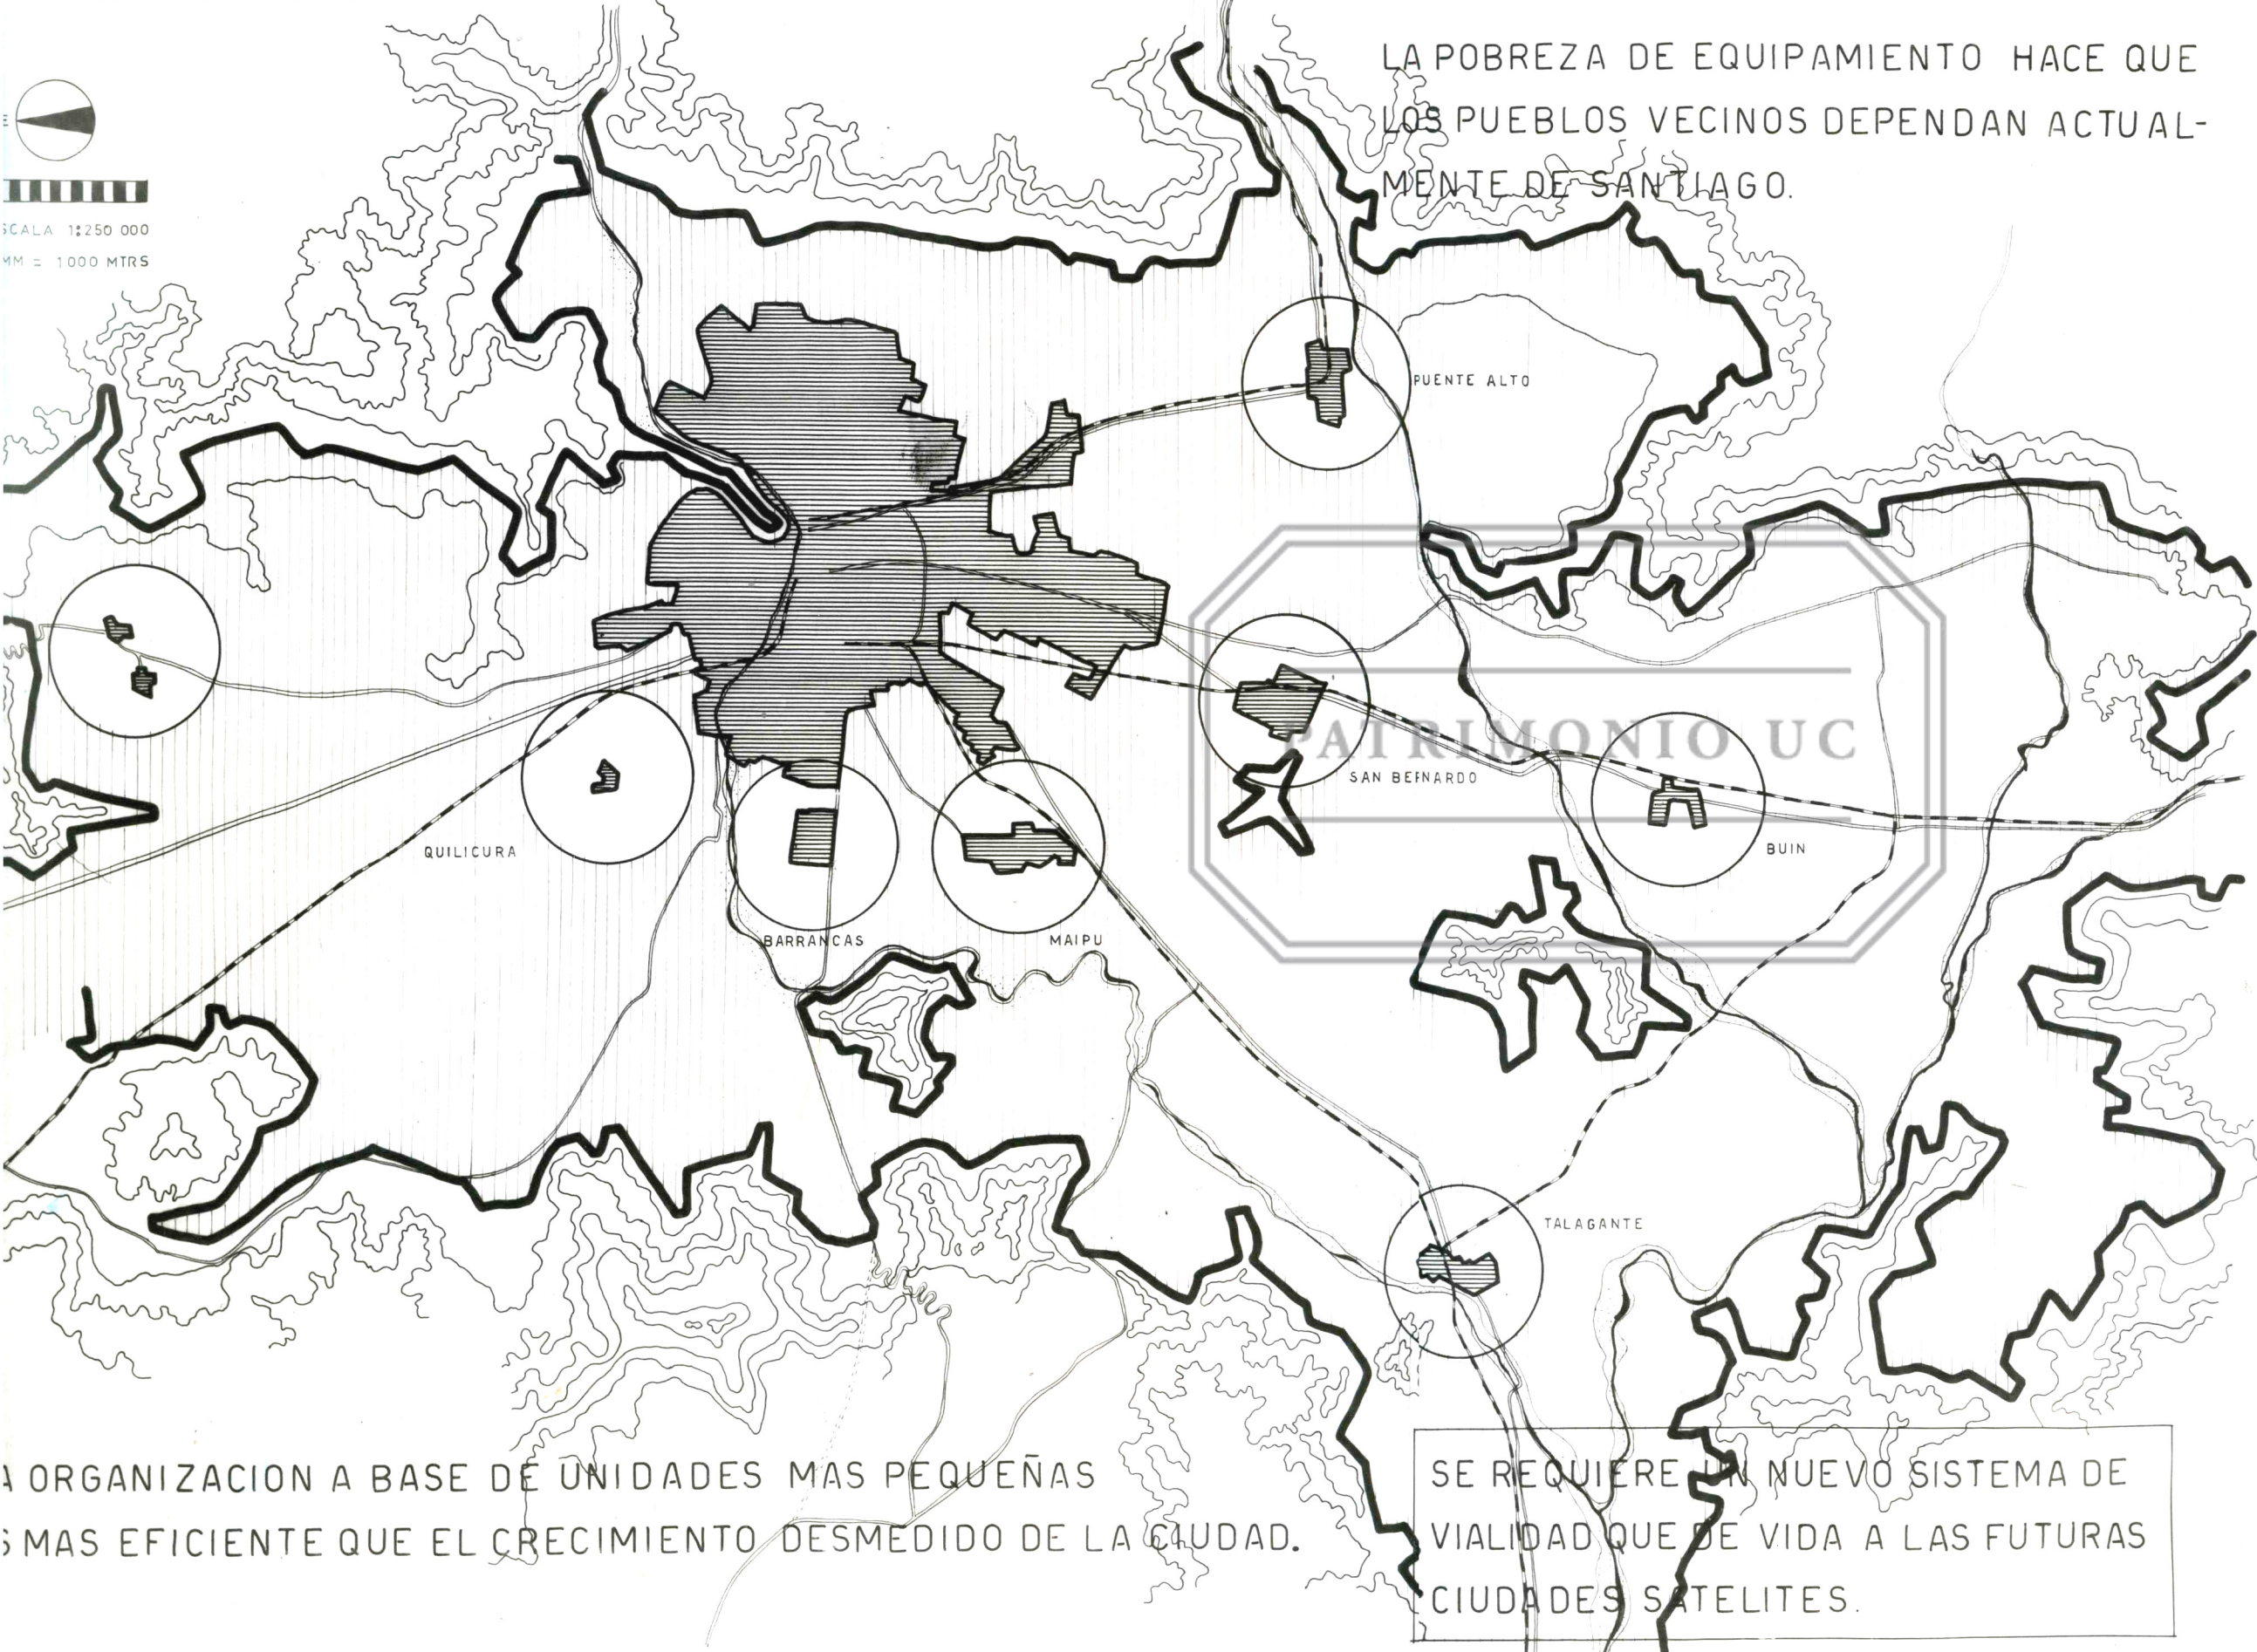 LA POBREZA DE EQUIPAMIENTO HACE QUE
LOS PUEBLOS VECINOS DEPENDAN ACTUAL-
MENTE DE SANTIAGO.
E
SCALA 1:250 000
MM = 1000 MTRS
PUENTE ALTO
PATRIMONIO UC
SAN BERNARDO
QUILICURA
BUIN
BARRANCAS
MAIPU
TALAGANTE
A ORGANIZACION A BASE DE UNIDADES MAS PEQUEÑAS
S MAS EFICIENTE QUE EL CRECIMIENTO DESMEDIDO DE LA CIUDAD.
SE REQUIERE UN NUEVO SISTEMA DE
VIALIDAD QUE DE VIDA A LAS FUTURAS
CIUDADES SATELITES.